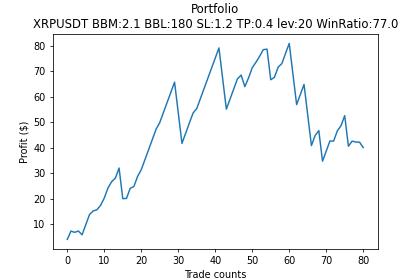 Portfolio
XRPUSDT BBM:2.1 BBL:180 SL:1.2 TP:0.4 lev:20 WinRatio:77.0
80
70
60
50
40
30
20
10
Profit ($)
0 10 20 30 40 50 60 70 80
Trade counts